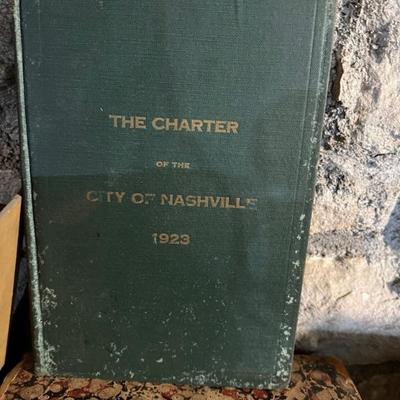 THE CHARTER
OF THE
CITY OF NASHVILLE
1923